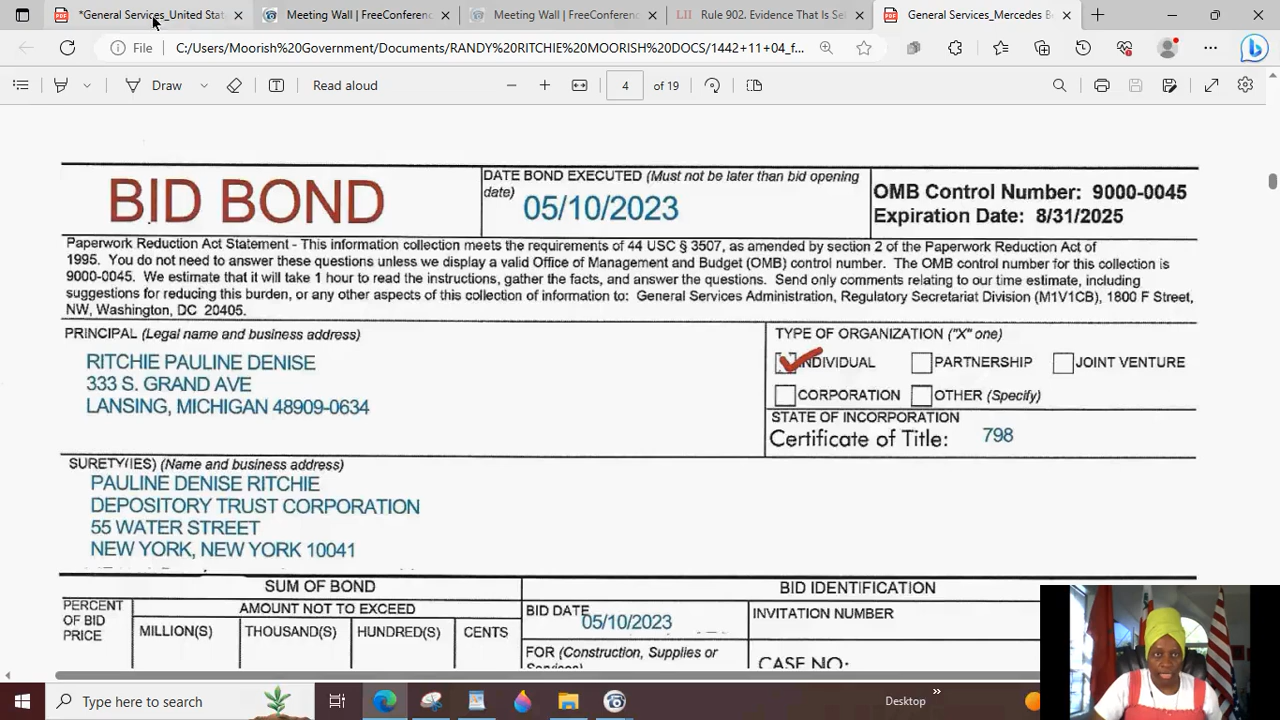 *General Services_United Stat
Meeting Wall | FreeConferenc
Meeting Wall | FreeConferenc
LII
Rule 902. Evidence That Is Sel
General Services_Mercedes B
File
C:/Users/Moorish%20Government/Documents/RANDY%20RITCHIE%20MOORISH%20DOCS/1442+11+04_f...
Draw
Read aloud
4
of 19
BID BOND
DATE BOND EXECUTED (Must not be later than bid opening
date)
05/10/2023
OMB Control Number: 9000-0045
Expiration Date: 8/31/2025
Paperwork Reduction Act Statement - This information collection meets the requirements of 44 USC § 3507, as amended by section 2 of the Paperwork Reduction Act of
1995. You do not need to answer these questions unless we display a valid Office of Management and Budget (OMB) control number. The OMB control number for this collection is
9000-0045. We estimate that it will take 1 hour to read the instructions, gather the facts, and answer the questions. Send only comments relating to our time estimate, including
suggestions for reducing this burden, or any other aspects of this collection of information to: General Services Administration, Regulatory Secretariat Division (M1V1CB), 1800 F Street,
NW, Washington, DC 20405.
PRINCIPAL (Legal name and business address)
RITCHIE PAULINE DENISE
333 S. GRAND AVE
LANSING, MICHIGAN 48909-0634
TYPE OF ORGANIZATION ("X" one)
INDIVIDUAL
PARTNERSHIP
JOINT VENTURE
CORPORATION
OTHER (Specify)
STATE OF INCORPORATION
Certificate of Title: 798
SURETY(IES) (Name and business address)
PAULINE DENISE RITCHIE
DEPOSITORY TRUST CORPORATION
55 WATER STREET
NEW YORK, NEW YORK 10041
SUM OF BOND
BID IDENTIFICATION
PERCENT
OF BID
PRICE
AMOUNT NOT TO EXCEED
MILLION(S)
THOUSAND(S)
HUNDRED(S)
CENTS
BID DATE
05/10/2023
INVITATION NUMBER
FOR (Construction, Supplies or
Services)
CASE NO:
Type here to search
Desktop